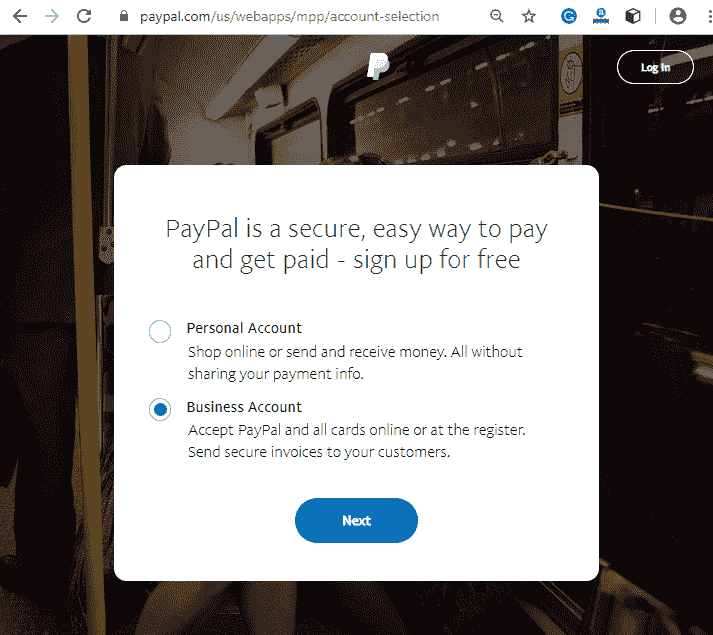 paypal.com/us/webapps/mpp/account-selection
Log In
PayPal is a secure, easy way to pay
and get paid - sign up for free
Personal Account
Shop online or send and receive money. All without
sharing your payment info.
Business Account
Accept PayPal and all cards online or at the register.
Send secure invoices to your customers.
Next